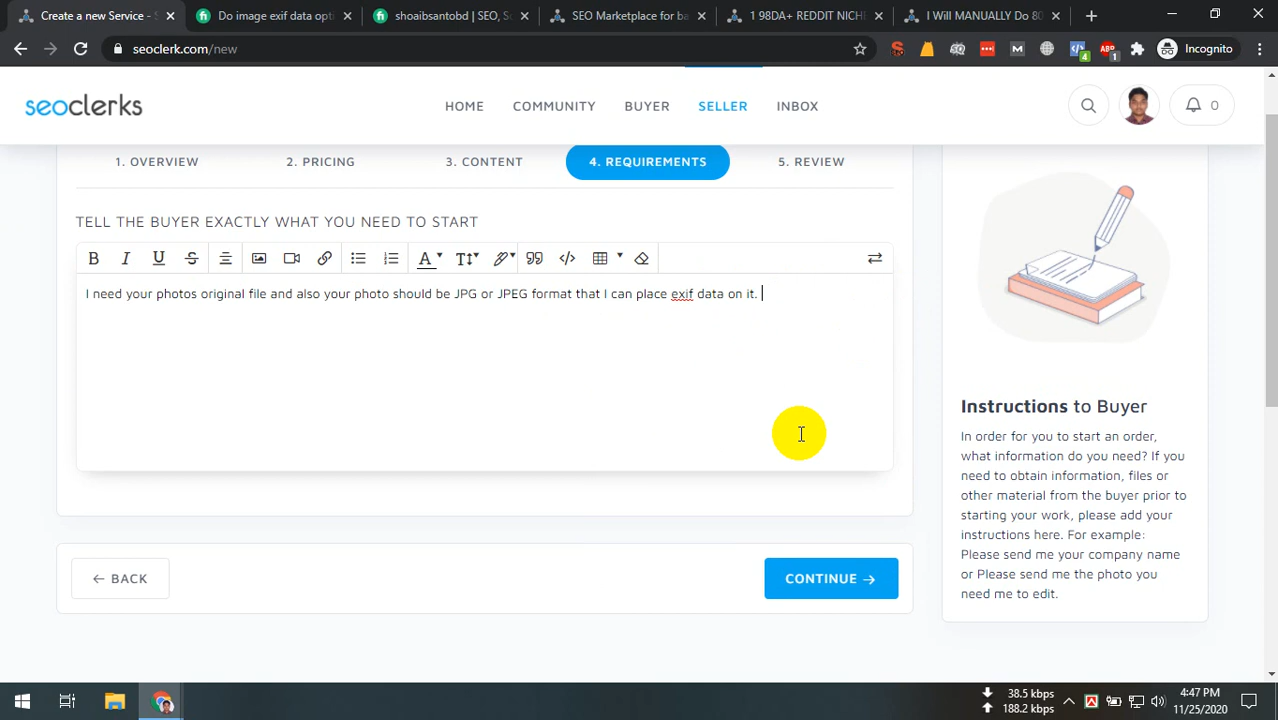 Create a new Service -
Do image exif data opti
shoaibsantobd | SEO, So
SEO Marketplace for ba
1 98DA+ REDDIT NICHE
I Will MANUALLY Do 80
seoclerk.com/new
4
ABP
1
Incognito
seoclerks
HOME
COMMUNITY
BUYER
SELLER
INBOX
0
1. OVERVIEW
2. PRICING
3. CONTENT
4. REQUIREMENTS
5. REVIEW
TELL THE BUYER EXACTLY WHAT YOU NEED TO START
I need your photos original file and also your photo should be JPG or JPEG format that I can place exif data on it.
← BACK
CONTINUE →
Instructions to Buyer
In order for you to start an order,
what information do you need? If you
need to obtain information, files or
other material from the buyer prior to
starting your work, please add your
instructions here. For example:
Please send me your company name
or Please send me the photo you
need me to edit.
38.5 kbps
188.2 kbps
4:47 PM
11/25/2020